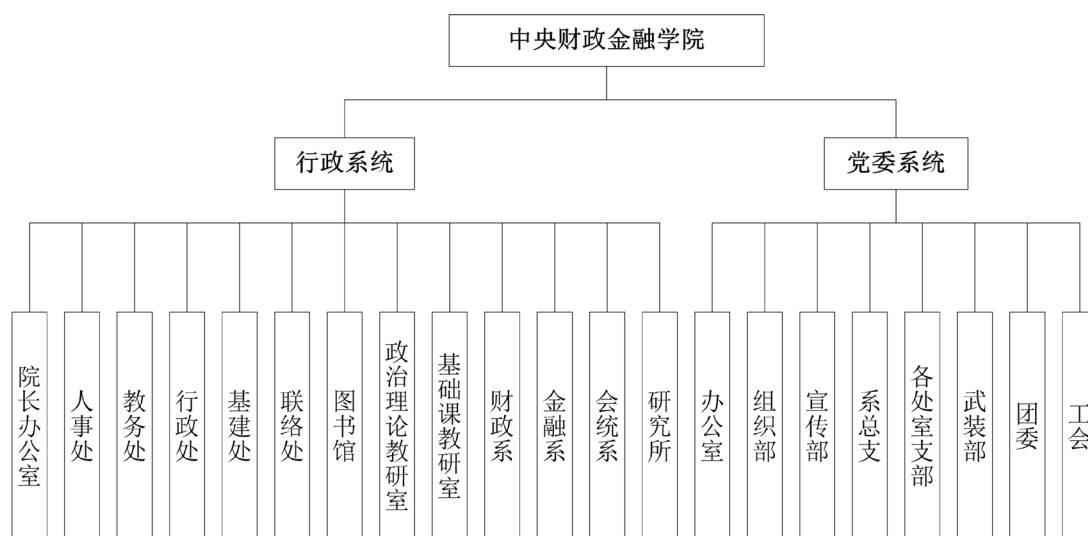 中央财政金融学院
行政系统
党委系统
院长办公室
人事处
教务处
行政处
基建处
联络处
图书馆
政治理论教研室
基础课教研室
财政系
金融系
会统系
研究所
办公室
组织部
宣传部
系总支
各处室支部
武装部
团委
工会